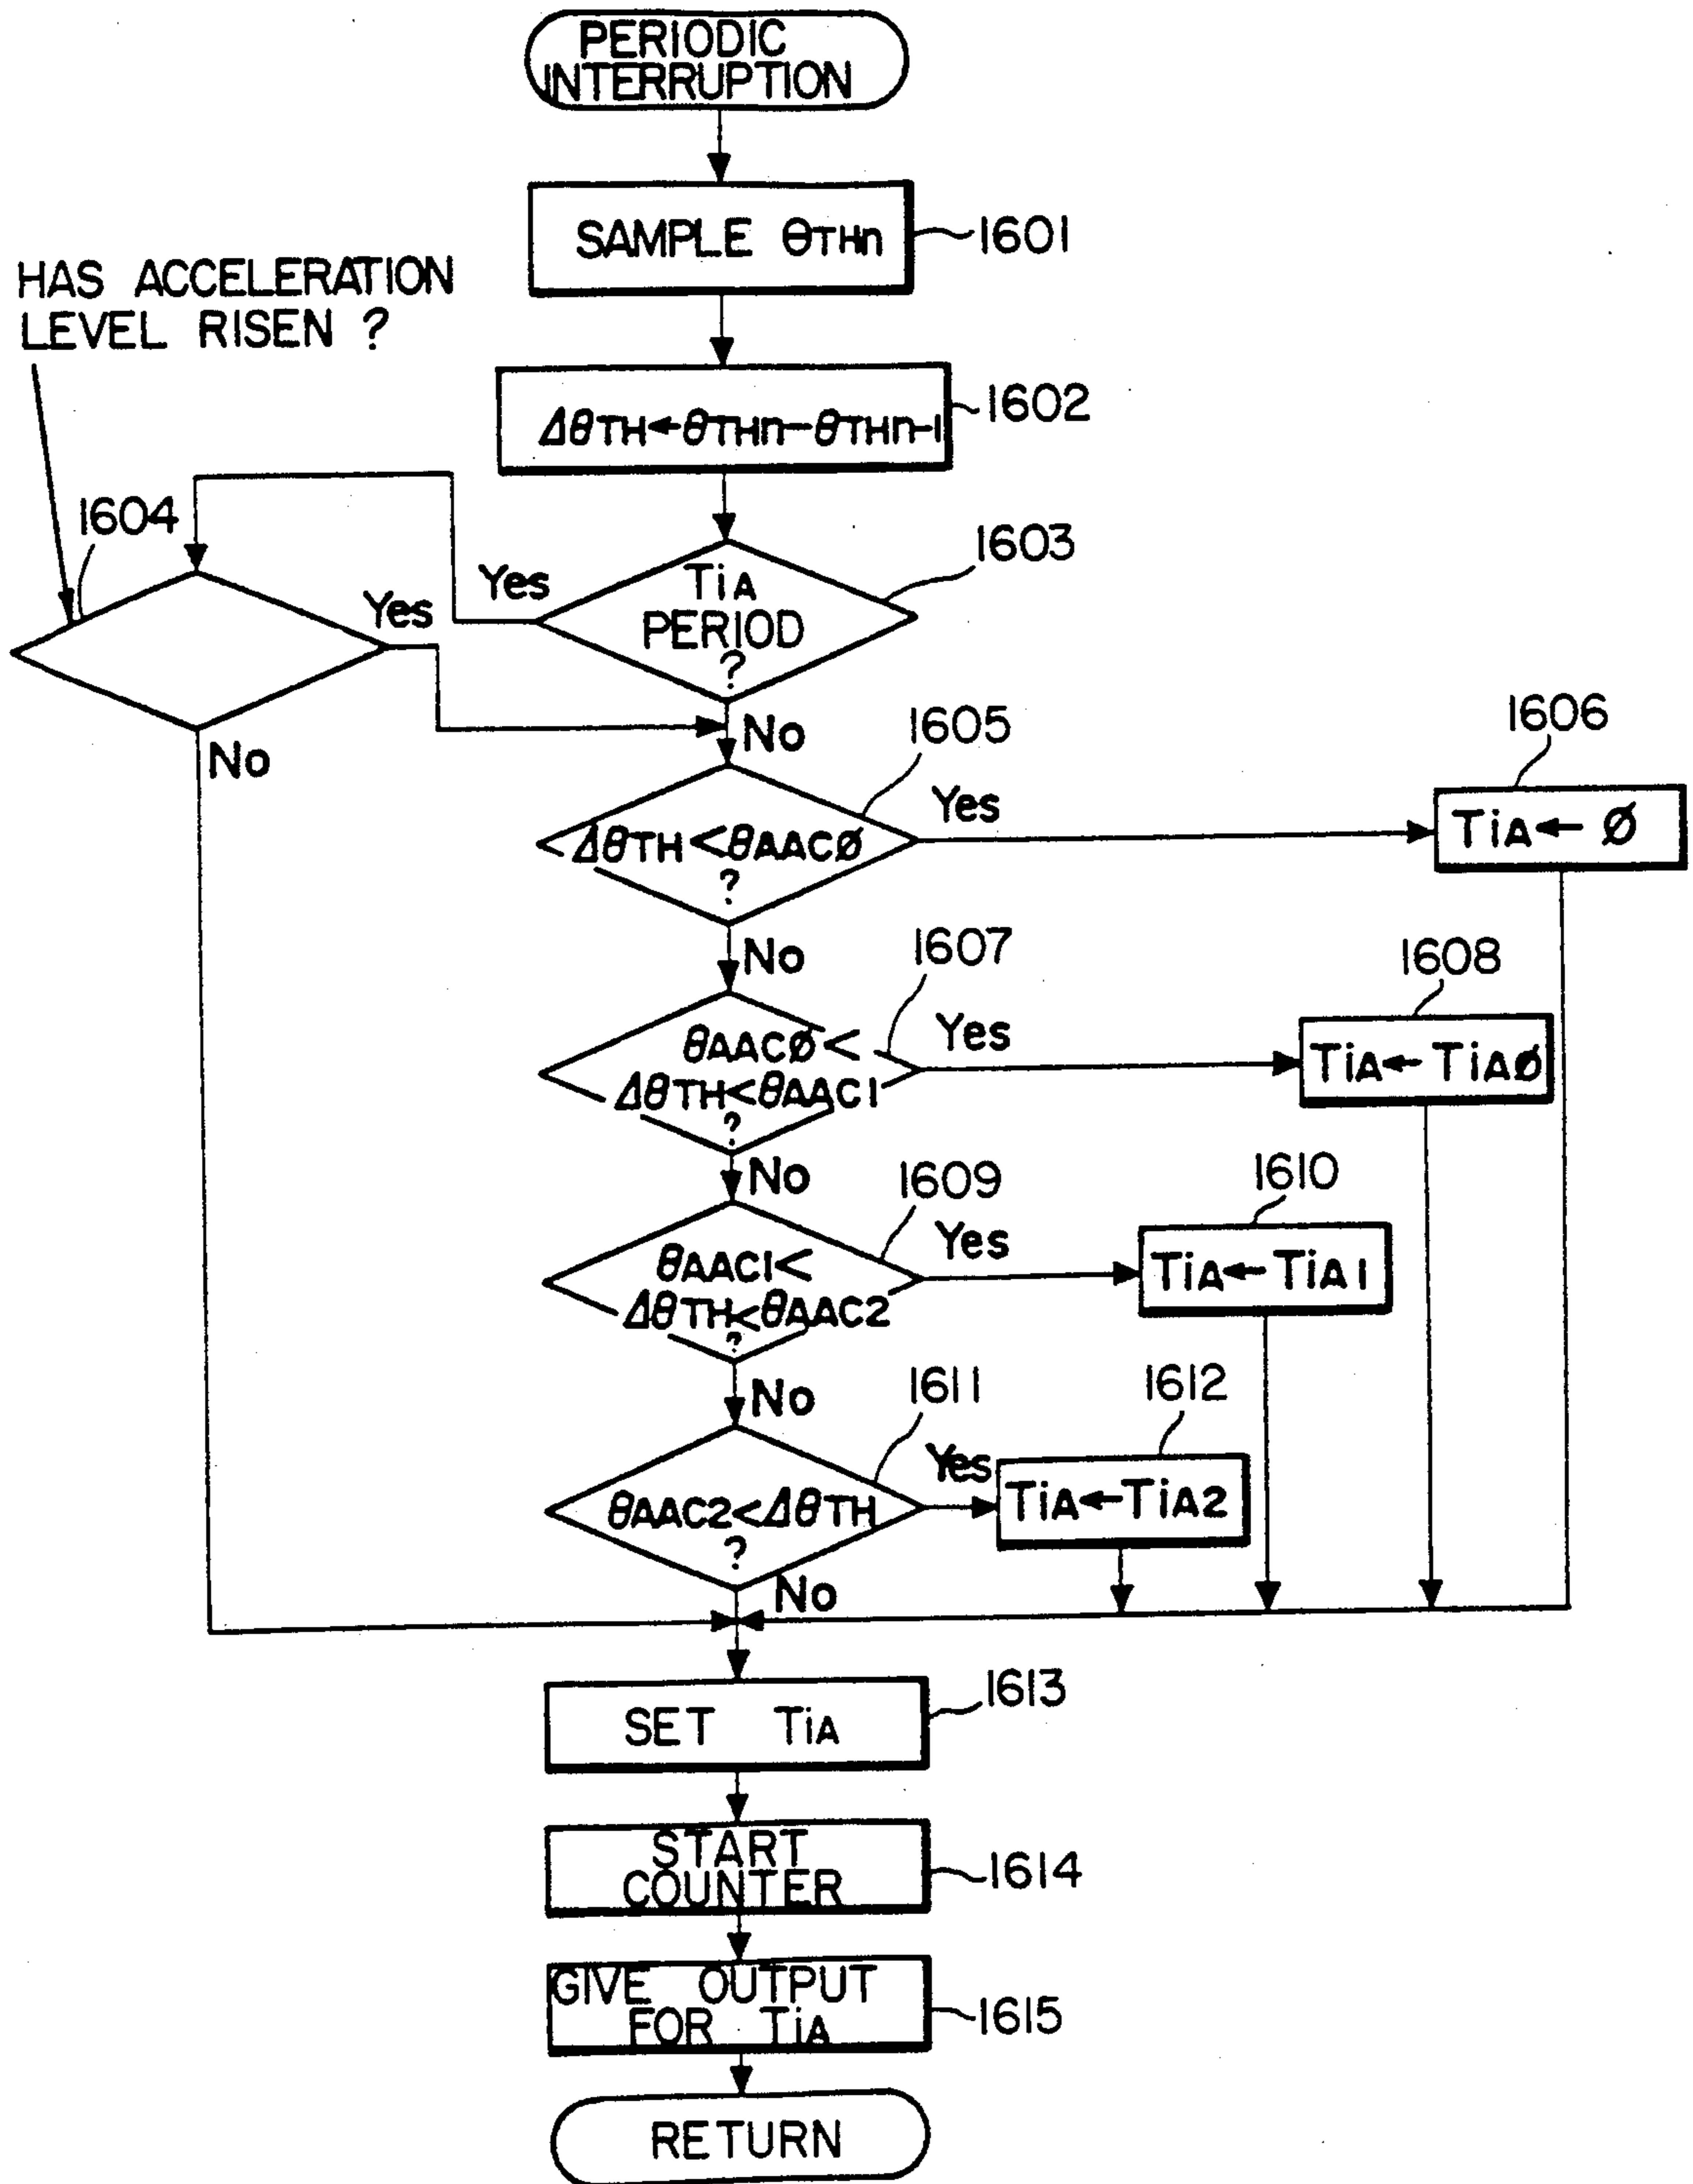 PERIODIC
INTERRUPTION
SAMPLE θTHn
1601
HAS ACCELERATION
LEVEL RISEN ?
ΔθTH←θTHn−θTHn-1
1602
1604
1603
Yes
TiA
PERIOD
?
Yes
No
No
1605
1606
ΔθTH<θAACØ
?
Yes
TiA← Ø
No
1607
1608
θAACØ<
ΔθTH<θAAC1
?
Yes
TiA← TiAØ
No
1609
1610
θAAC1<
ΔθTH<θAAC2
?
Yes
TiA← TiA1
No
1611
1612
θAAC2<ΔθTH
?
Yes
TiA←TiA2
No
SET TiA
1613
START
COUNTER
1614
GIVE OUTPUT
FOR TiA
1615
RETURN